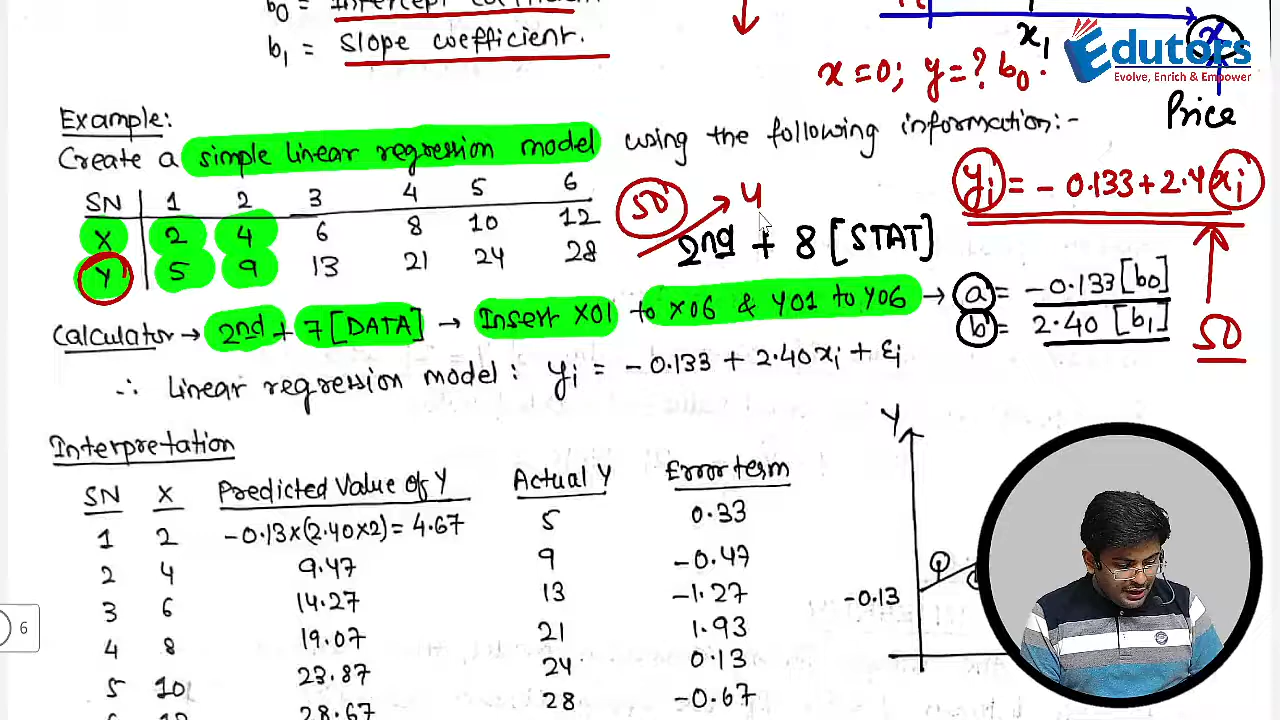 b0 = Intercept coefficient
b1 = Slope coefficient.
x1
x
x=0; y=? b0.
Edutors
Evolve, Enrich & Empower
Price
Example:
Create a simple linear regression model using the following information:-
SN 1 2 3 4 5 6
X 2 4 6 8 10 12
Y 5 9 13 21 24 28
50 → y
2nd + 8 [STAT]
yi = - 0.133 + 2.4 xi
50
Calculator → 2nd + 7 [DATA] → Insert X01 to X06 & Y01 to Y06 → a = -0.133 [b0]
b = 2.40 [b1]
∴ Linear regression model: yi = - 0.133 + 2.40xi + εi
Interpretation
SN X Predicted Value of Y Actual Y Error term
1 2 -0.13×(2.40×2)= 4.67 5 0.33
2 4 9.47 9 -0.47
3 6 14.27 13 -1.27
4 8 19.07 21 1.93
5 10 23.87 24 0.13
28.67 28 -0.67
Y
-0.13
6